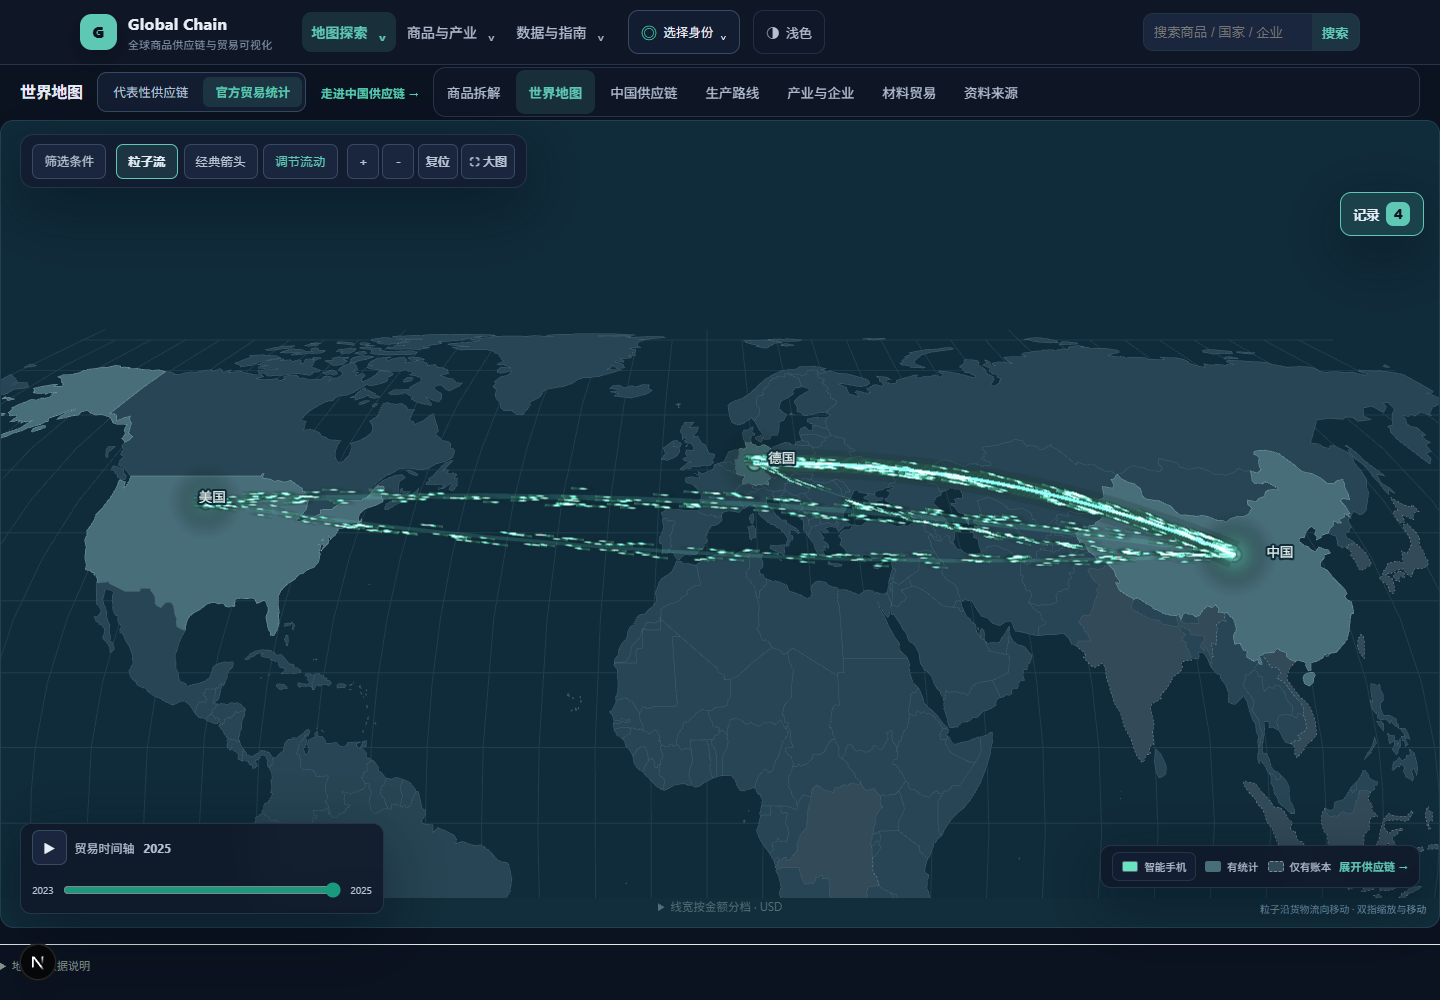 G
Global Chain
全球商品供应链与贸易可视化
地图探索
商品与产业
数据与指南
选择身份
浅色
搜索商品 / 国家 / 企业
搜索
世界地图
代表性供应链
官方贸易统计
走进中国供应链 →
商品拆解
世界地图
中国供应链
生产路线
产业与企业
材料贸易
资料来源
筛选条件
粒子流
经典箭头
调节流动
+
-
复位
大图
记录 4
德国
美国
中国
贸易时间轴 2025
2023
2025
智能手机
有统计
仅有账本
展开供应链 →
线宽按金额分档 · USD
粒子沿货物流向移动 · 双指缩放与移动
N
据说明